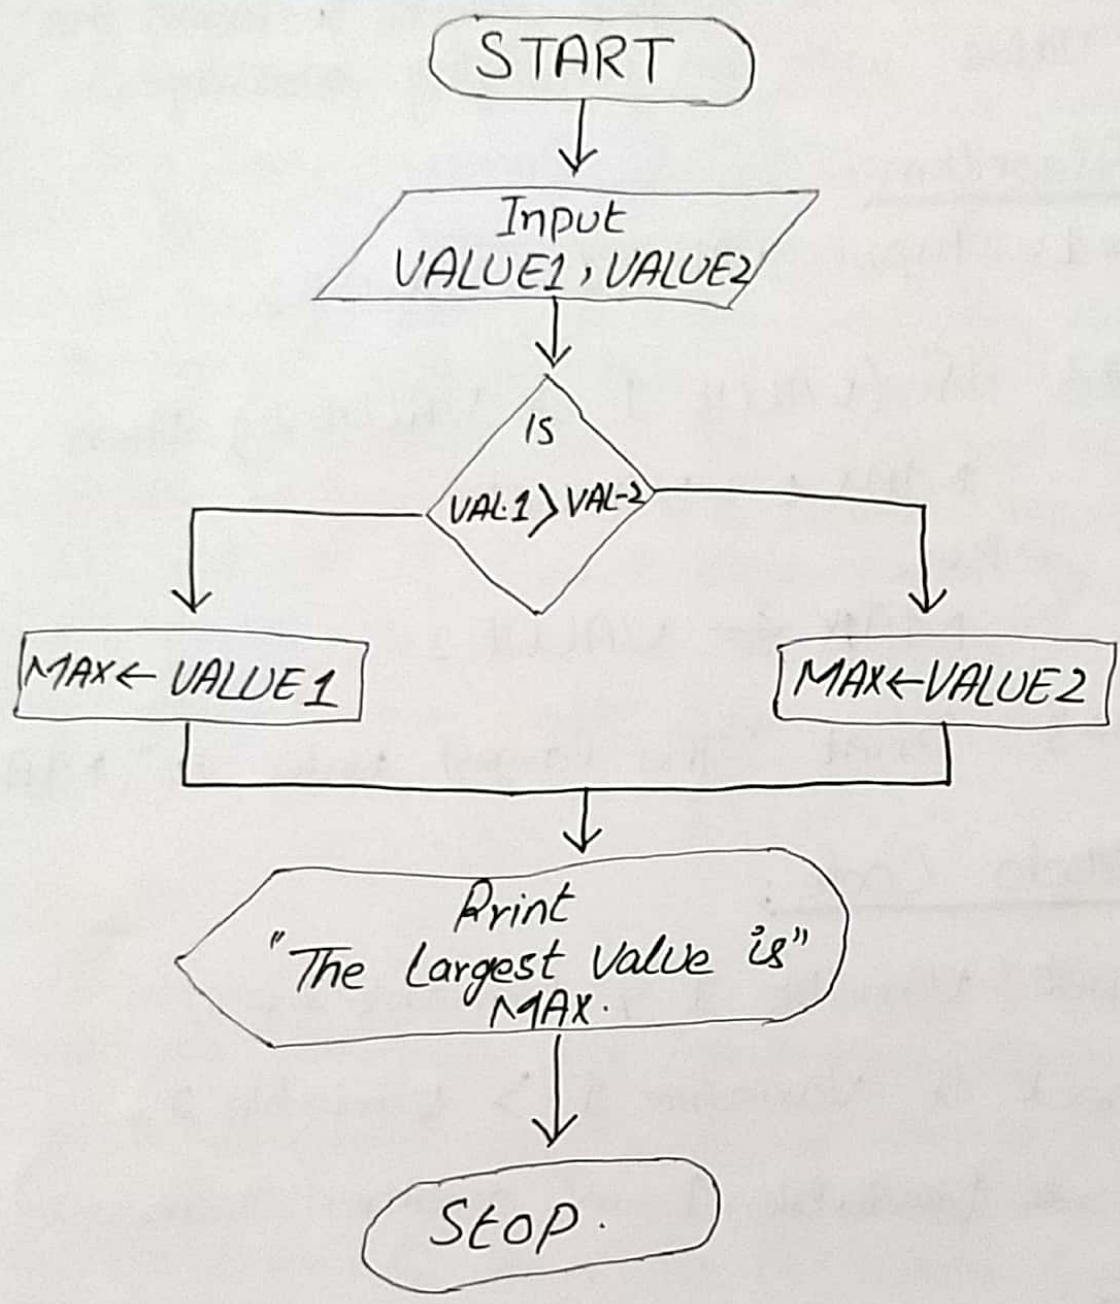 START
Input
VALUE1, VALUE2
IS
VAL-1 > VAL-2
MAX ← VALUE1
MAX ← VALUE2
Print
"The largest value is"
MAX.
Stop.